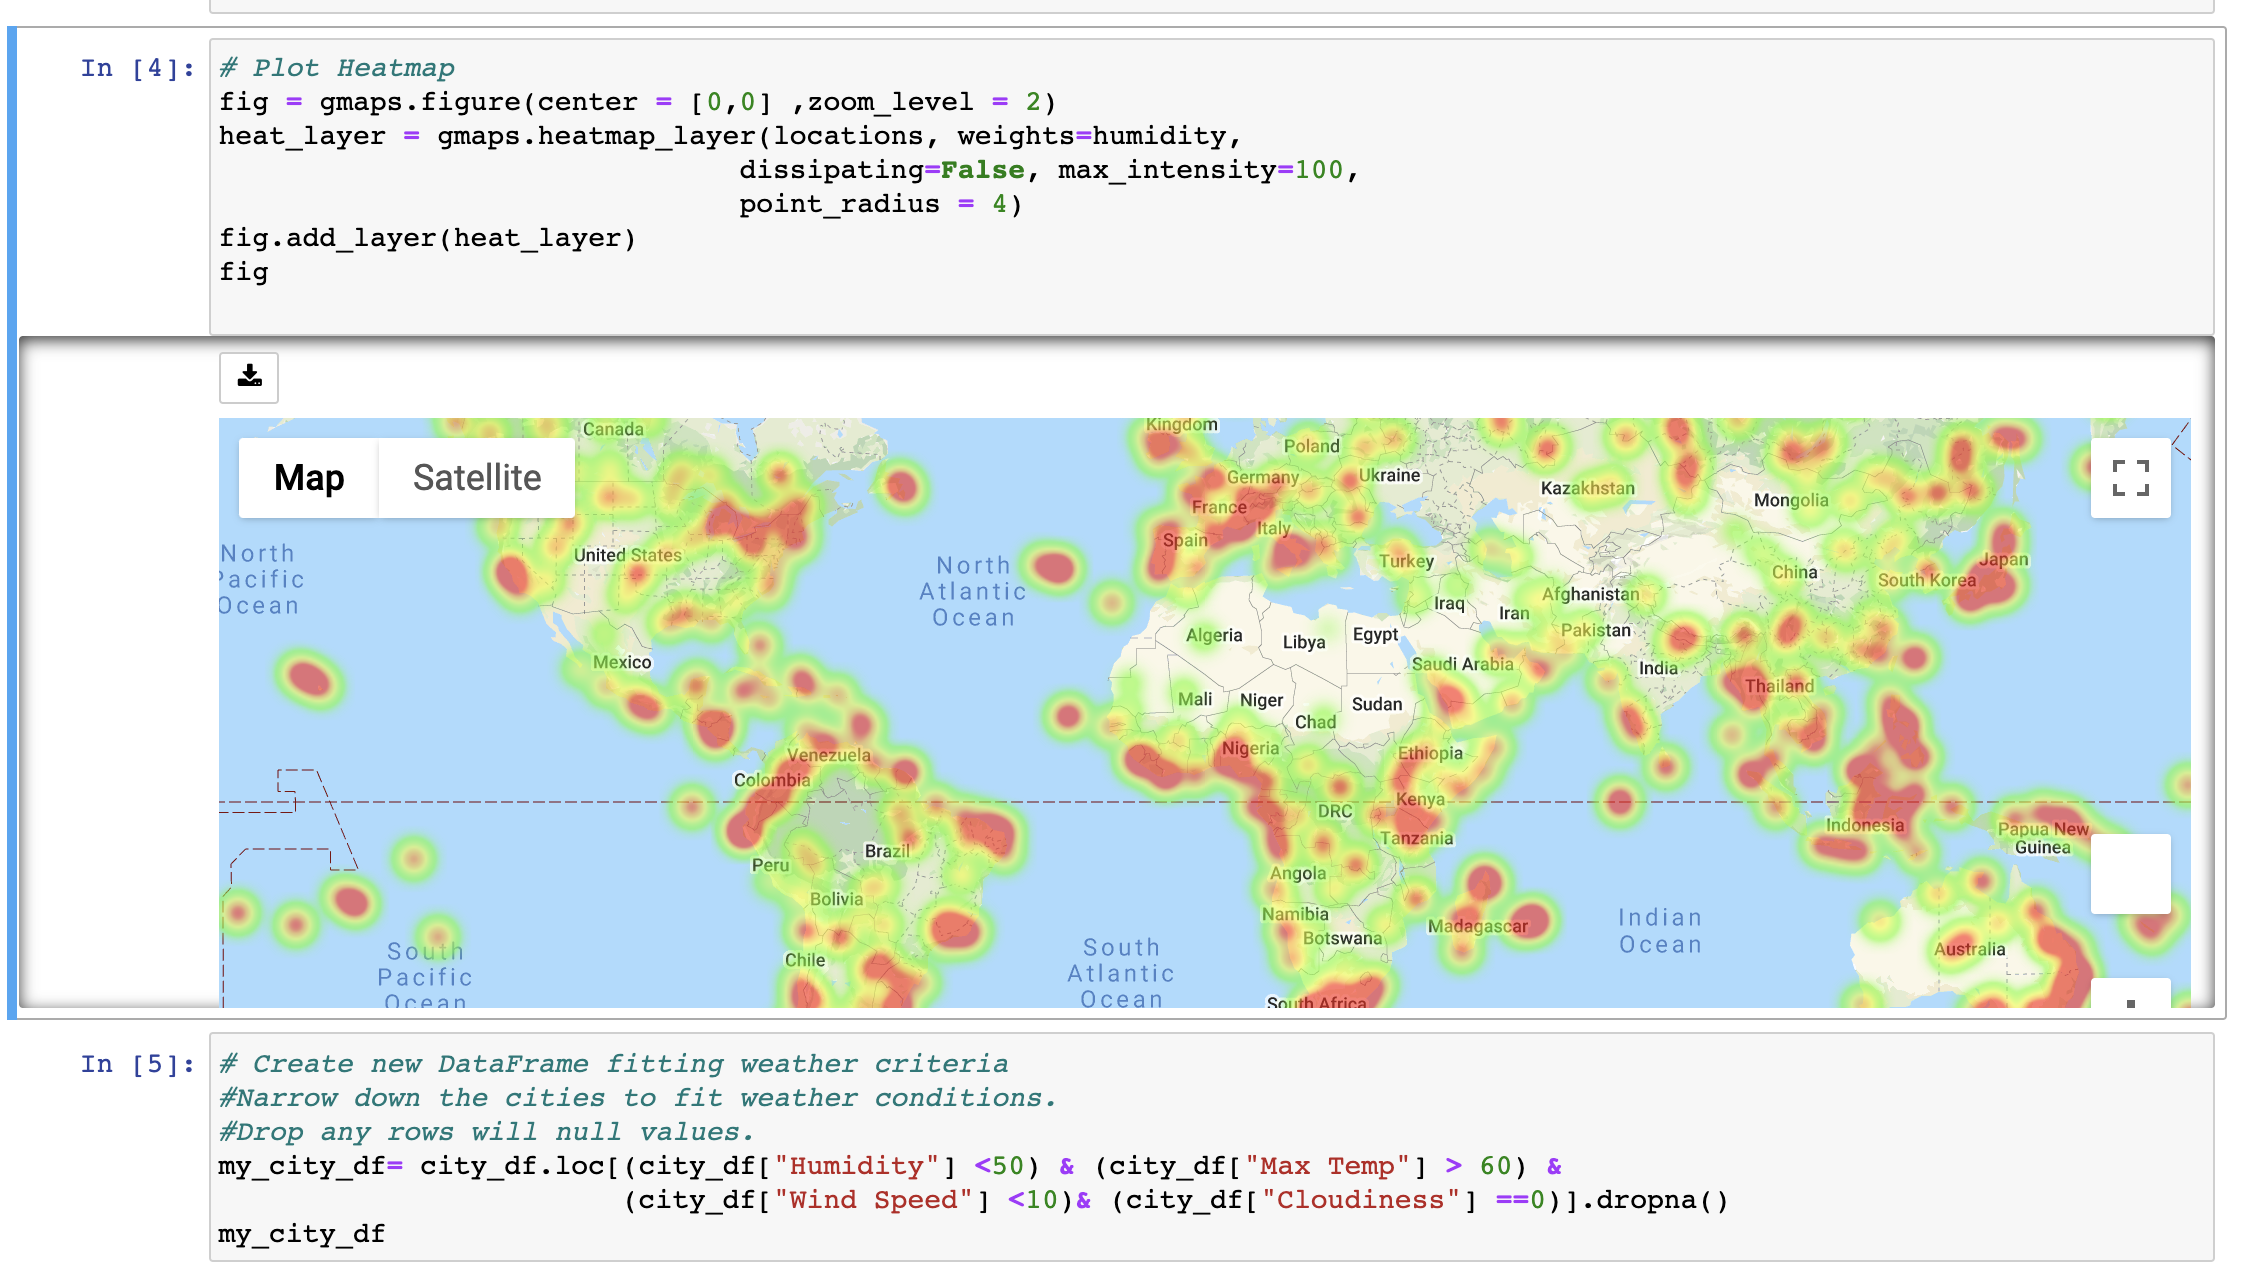 In [4]:
# Plot Heatmap
fig = gmaps.figure(center = [0,0] ,zoom_level = 2)
heat_layer = gmaps.heatmap_layer(locations, weights=humidity,
dissipating=False, max_intensity=100,
point_radius = 4)
fig.add_layer(heat_layer)
fig
Map
Satellite
Canada
Kingdom
Poland
Germany
Ukraine
Kazakhstan
Mongolia
France
Italy
Spain
United States
Turkey
China
Japan
South Korea
North
Pacific
Ocean
North
Atlantic
Ocean
Iraq
Iran
Afghanistan
Pakistan
Algeria
Libya
Egypt
Mexico
Saudi Arabia
India
Thailand
Mali
Niger
Sudan
Chad
Nigeria
Ethiopia
Venezuela
Colombia
DRC
Kenya
Tanzania
Indonesia
Papua New
Guinea
Brazil
Peru
Angola
Bolivia
Namibia
Botswana
Madagascar
Indian
Ocean
Australia
Chile
South
Pacific
Ocean
South
Atlantic
Ocean
South Africa
In [5]:
# Create new DataFrame fitting weather criteria
#Narrow down the cities to fit weather conditions.
#Drop any rows will null values.
my_city_df= city_df.loc[(city_df["Humidity"] <50) & (city_df["Max Temp"] > 60) &
(city_df["Wind Speed"] <10)& (city_df["Cloudiness"] ==0)].dropna()
my_city_df